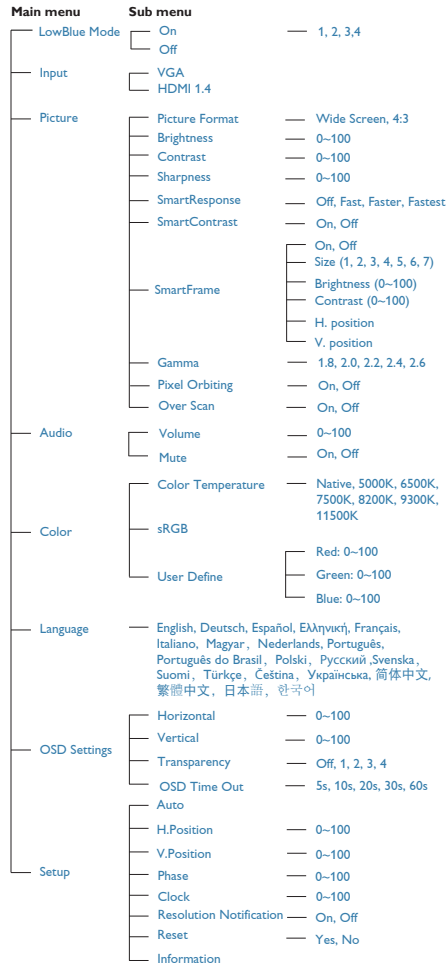 Main menu Sub menu
LowBlue Mode On 1, 2, 3,4
Off
Input VGA
HDMI 1.4
Picture Picture Format Wide Screen, 4:3
Brightness 0~100
Contrast 0~100
Sharpness 0~100
SmartResponse Off, Fast, Faster, Fastest
SmartContrast On, Off
SmartFrame On, Off
Size (1, 2, 3, 4, 5, 6, 7)
Brightness (0~100)
Contrast (0~100)
H. position
V. position
Gamma 1.8, 2.0, 2.2, 2.4, 2.6
Pixel Orbiting On, Off
Over Scan On, Off
Audio Volume 0~100
Mute On, Off
Color Color Temperature Native, 5000K, 6500K,
7500K, 8200K, 9300K,
11500K
sRGB
User Define Red: 0~100
Green: 0~100
Blue: 0~100
Language English, Deutsch, Español, Ελληνική, Français,
Italiano, Magyar, Nederlands, Português,
Português do Brasil, Polski, Русский ,Svenska,
Suomi, Türkçe, Čeština, Українська, 简体中文,
繁體中文, 日本語, 한국어
OSD Settings Horizontal 0~100
Vertical 0~100
Transparency Off, 1, 2, 3, 4
OSD Time Out 5s, 10s, 20s, 30s, 60s
Setup Auto
H.Position 0~100
V.Position 0~100
Phase 0~100
Clock 0~100
Resolution Notification On, Off
Reset Yes, No
Information